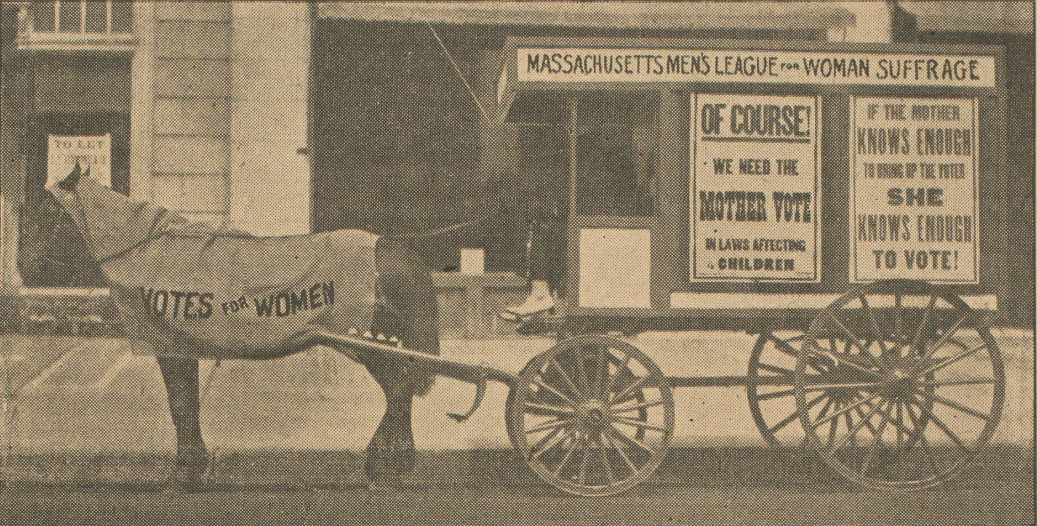 MASSACHUSETTS MEN'S LEAGUE FOR WOMAN SUFFRAGE
OF COURSE!
WE NEED THE
MOTHER VOTE
IN LAWS AFFECTING
CHILDREN
IF THE MOTHER
KNOWS ENOUGH
TO BRING UP THE VOTER
SHE
KNOWS ENOUGH
TO VOTE!
TO LET
VOTES FOR WOMEN